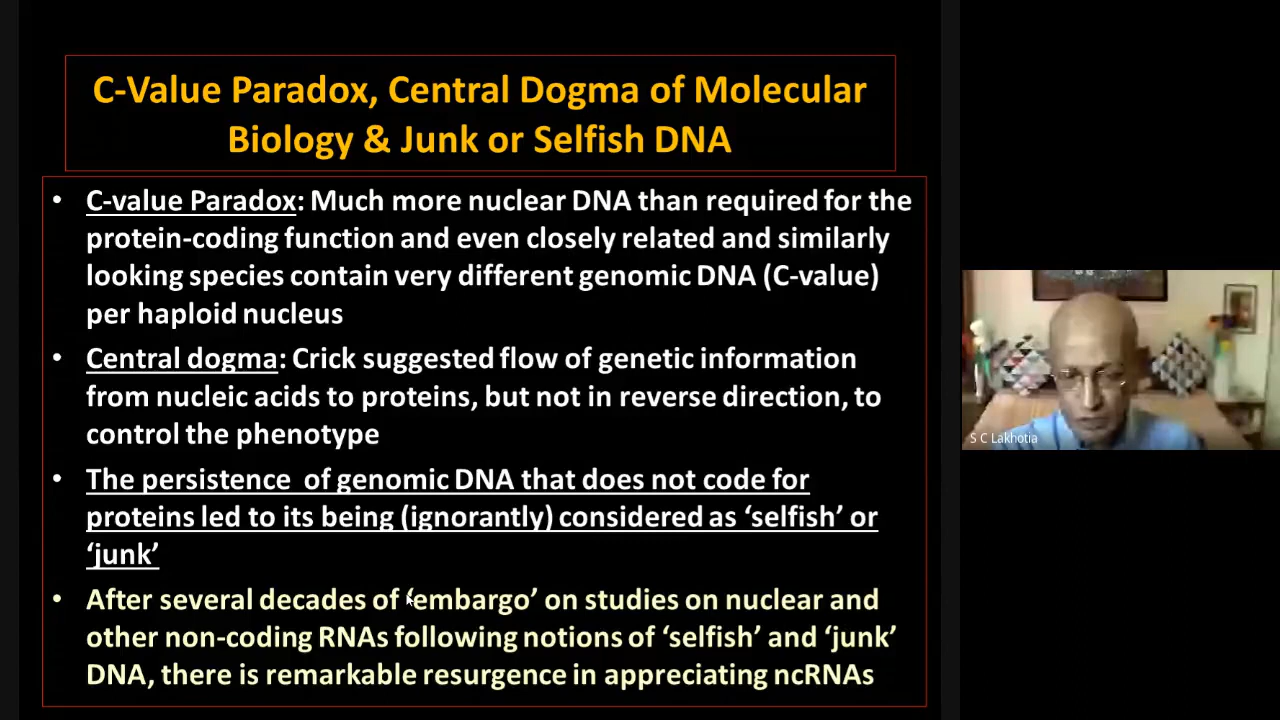 C-Value Paradox, Central Dogma of Molecular
Biology & Junk or Selfish DNA
• C-value Paradox: Much more nuclear DNA than required for the
protein-coding function and even closely related and similarly
looking species contain very different genomic DNA (C-value)
per haploid nucleus
• Central dogma: Crick suggested flow of genetic information
from nucleic acids to proteins, but not in reverse direction, to
control the phenotype
• The persistence  of genomic DNA that does not code for
proteins led to its being (ignorantly) considered as ‘selfish’ or
‘junk’
• After several decades of ‘embargo’ on studies on nuclear and
other non-coding RNAs following notions of ‘selfish’ and ‘junk’
DNA, there is remarkable resurgence in appreciating ncRNAs
S C Lakhotia